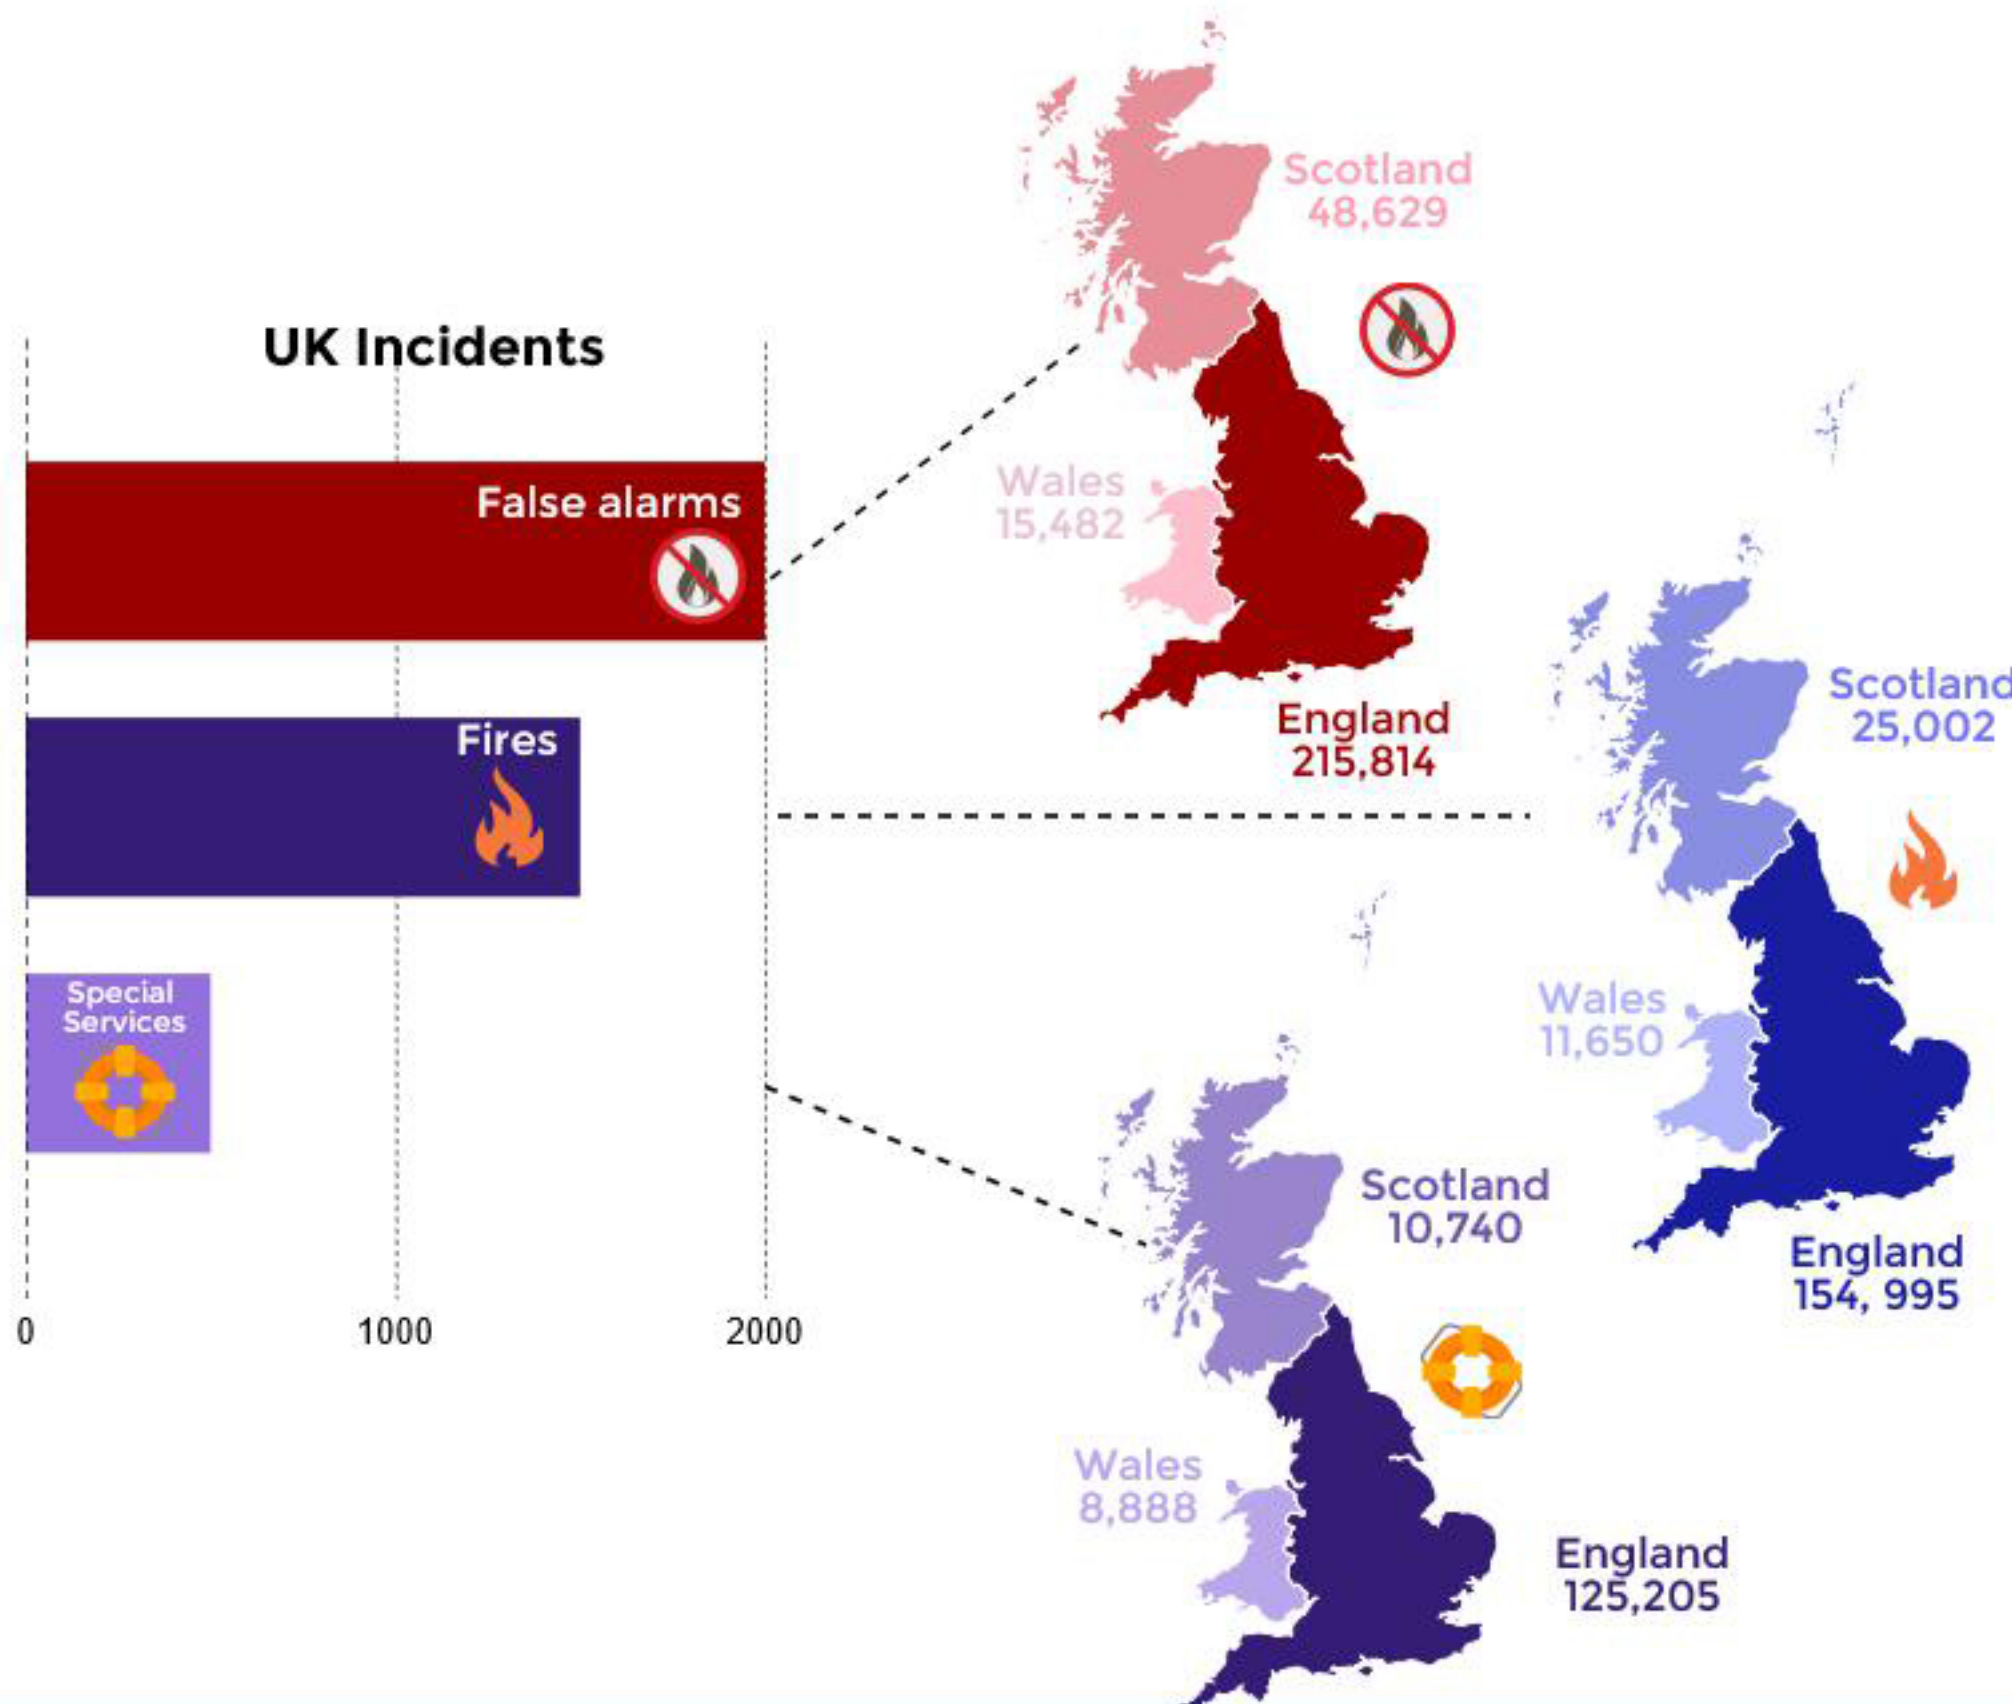 UK Incidents
False alarms
Fires
Special
Services
0
1000
2000
Scotland
48,629
Wales
15,482
England
215,814
Scotland
25,002
Wales
11,650
England
154, 995
Scotland
10,740
Wales
8,888
England
125,205